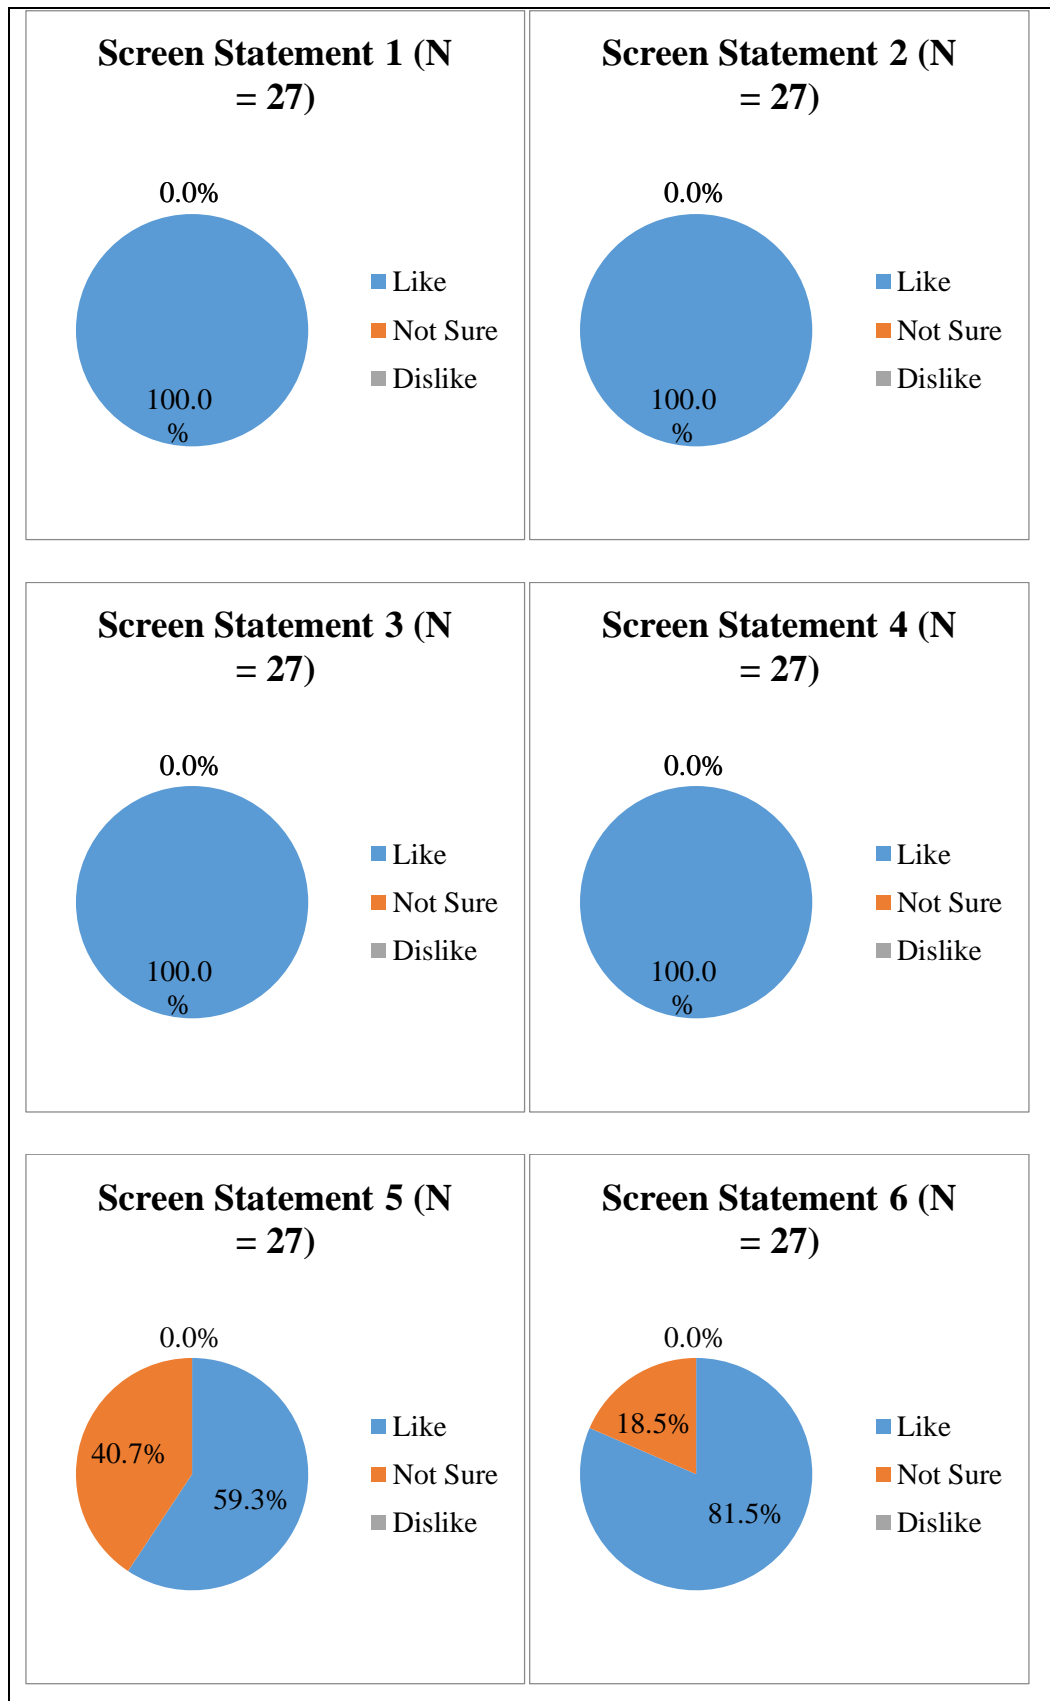 Screen Statement 1 (N
= 27)
0.0%
100.0
%
Like
Not Sure
Dislike
Screen Statement 2 (N
= 27)
0.0%
100.0
%
Like
Not Sure
Dislike
Screen Statement 3 (N
= 27)
0.0%
100.0
%
Like
Not Sure
Dislike
Screen Statement 4 (N
= 27)
0.0%
100.0
%
Like
Not Sure
Dislike
Screen Statement 5 (N
= 27)
0.0%
40.7%
59.3%
Like
Not Sure
Dislike
Screen Statement 6 (N
= 27)
0.0%
18.5%
81.5%
Like
Not Sure
Dislike